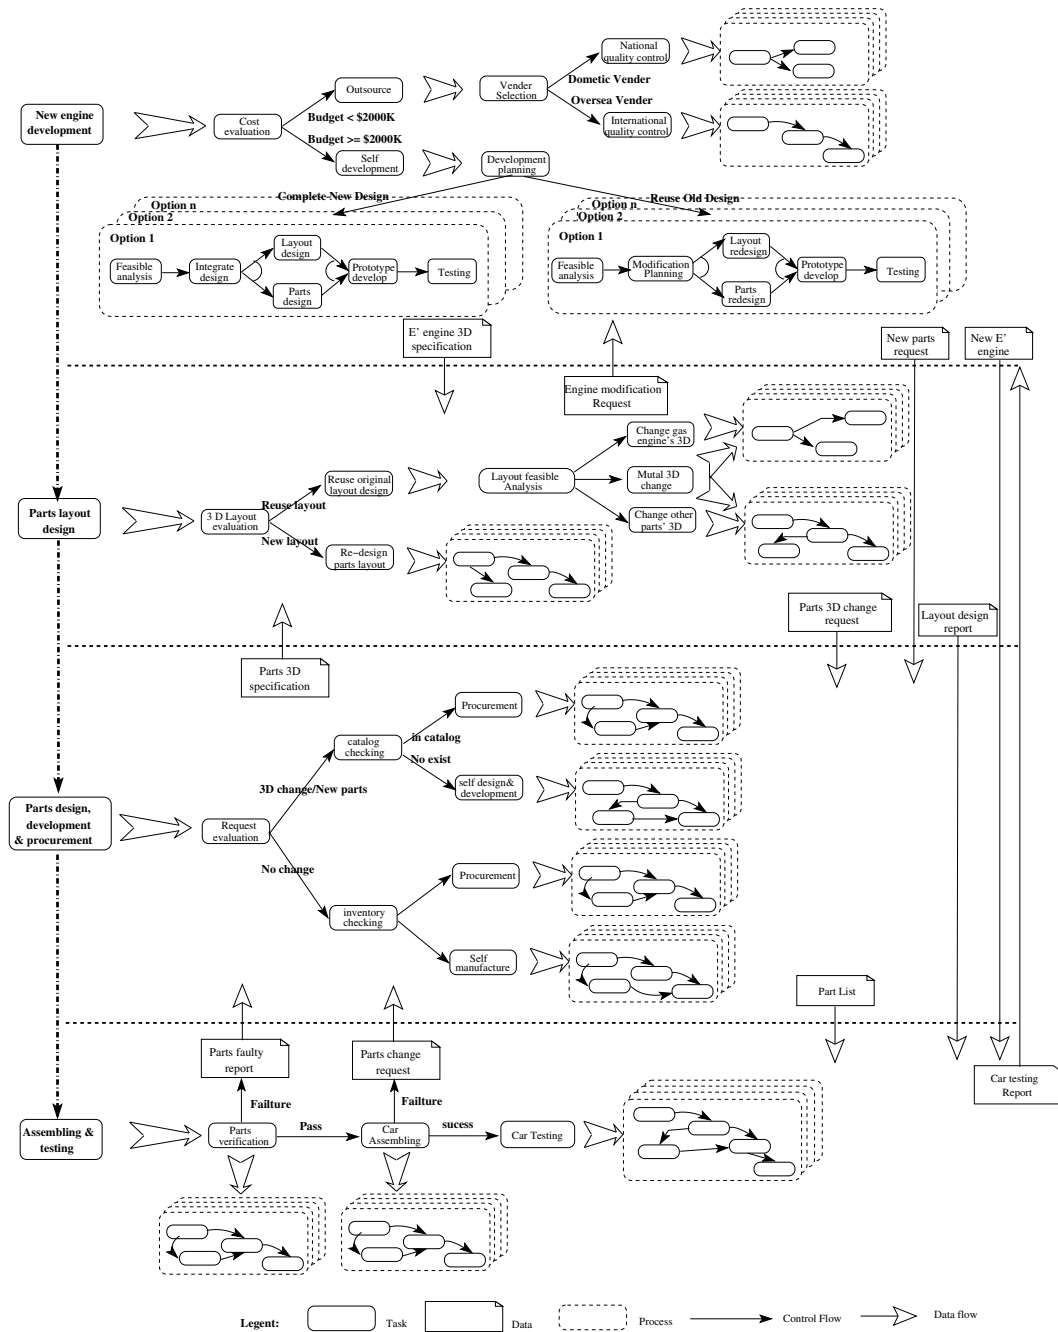 New engine
development
Cost
evaluation
Outsource
Budget < $2000K
Budget >= $2000K
Self
development
Vender
Selection
National
quality control
Dometic Vender
Oversea Vender
International
quality control
Development
planning
Complete New Design
Reuse Old Design
Option n
Option 2
Option 1
Feasible
analysis
Integrate
design
Layout
design
Parts
design
Prototype
develop
Testing
Option n
Option 2
Option 1
Feasible
analysis
Modification
Planning
Layout
redesign
Parts
redesign
Prototype
develop
Testing
E' engine 3D
specification
Engine modification
Request
New parts
request
New E'
engine
Parts layout
design
3 D Layout
evaluation
Reuse original
layout design
Reuse layout
New layout
Re-design
parts layout
Layout feasible
Analysis
Change gas
engine's 3D
Mutal 3D
change
Change other
parts' 3D
Parts 3D change
request
Layout design
report
Parts 3D
specification
Parts design,
development
& procurement
Request
evaluation
3D change/New parts
No change
catalog
checking
in catalog
No exist
Procurement
self design&
development
inventory
checking
Procurement
Self
manufacture
Part List
Parts faulty
report
Parts change
request
Car testing
Report
Failture
Failture
Assembling &
testing
Parts
verification
Pass
Car
Assembling
sucess
Car Testing
Legent:
Task
Data
Process
Control Flow
Data flow